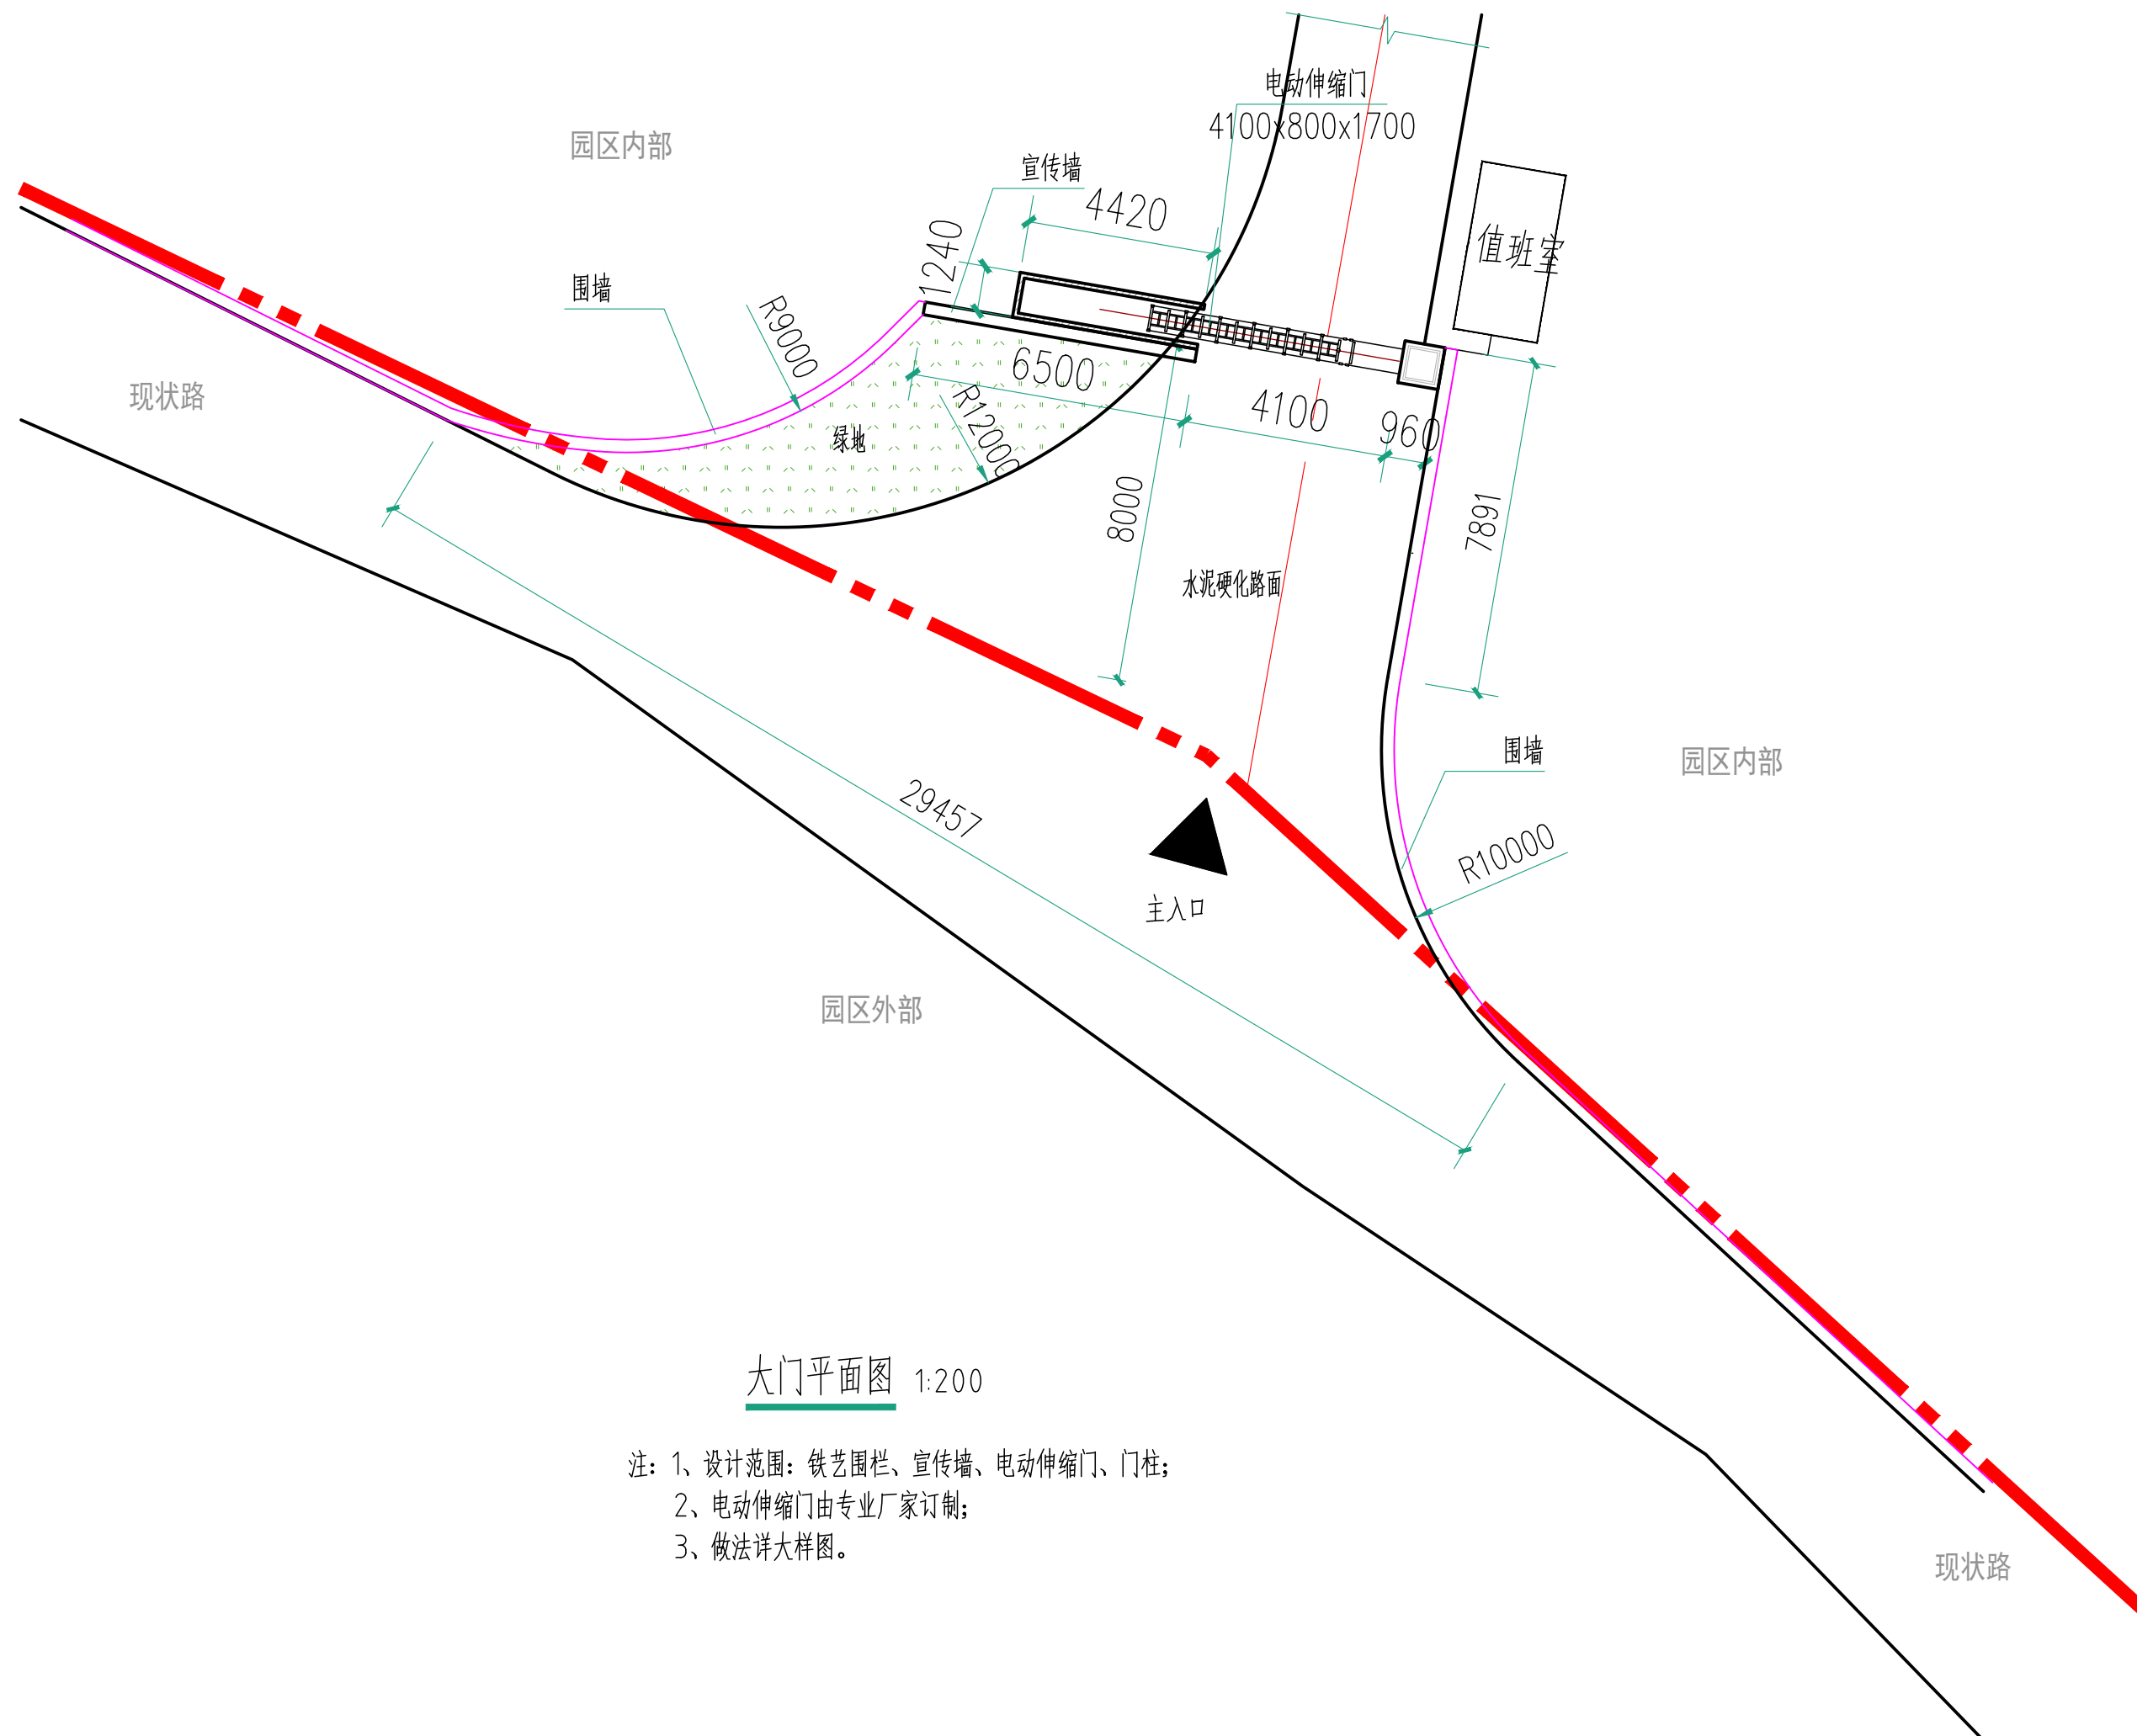 电动伸缩门
4100x800x1700
园区内部
宣传墙
4420
1240
值班室
围墙
R9000
6500
现状路
R12000
4100
960
绿地
8000
7891
水泥硬化路面
围墙
园区内部
29457
R10000
主入口
园区外部
大门平面图 1:200
注：1、设计范围：铁艺围栏、宣传墙、电动伸缩门、门柱；
2、电动伸缩门由专业厂家订制；
3、做法详大样图。
现状路